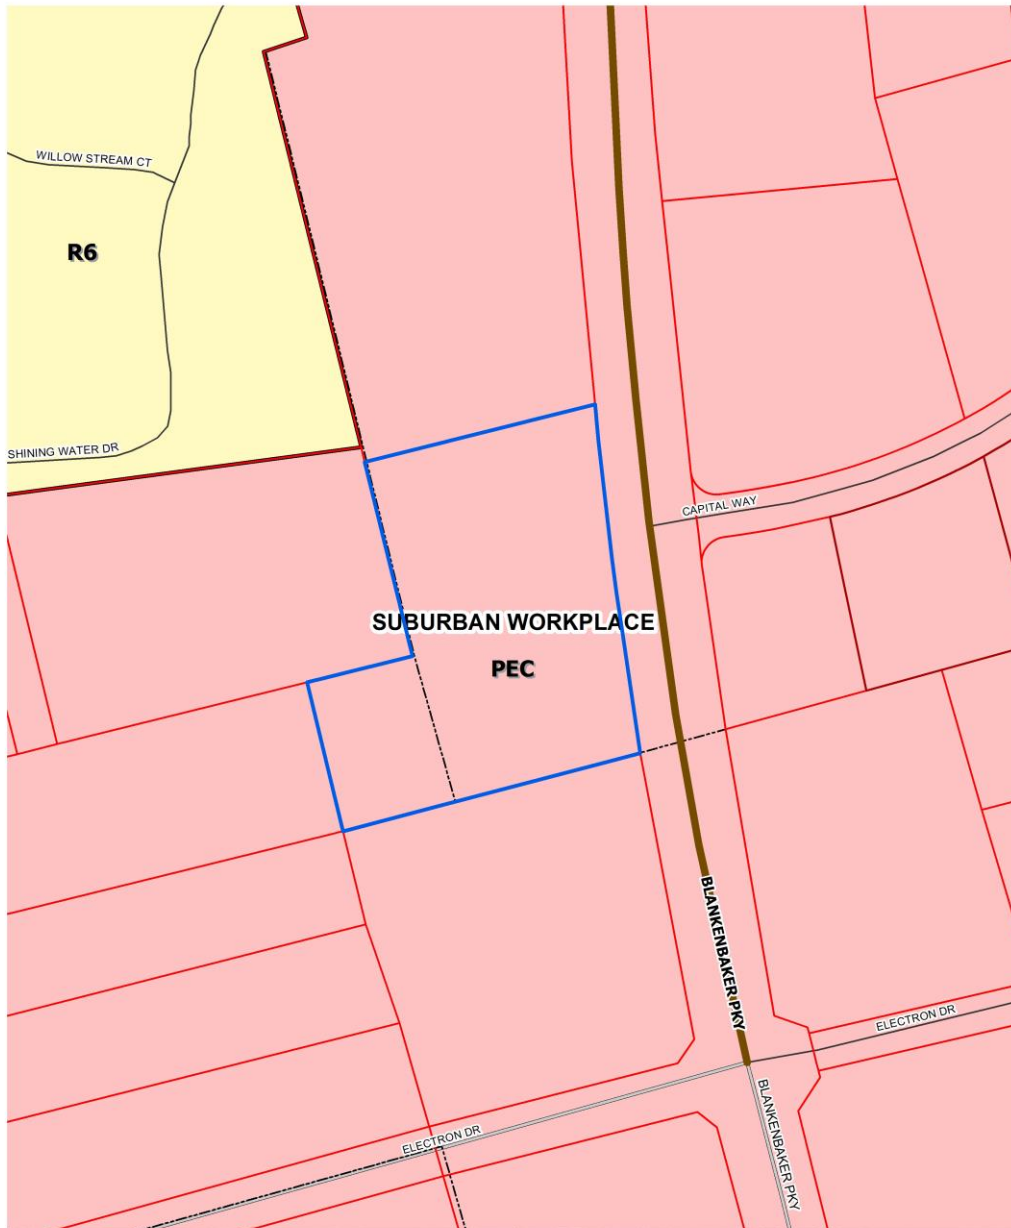 WILLOW STREAM CT
R6
SHINING WATER DR
CAPITAL WAY
SUBURBAN WORKPLACE
PEC
BLANKENBAKER PKY
ELECTRON DR
ELECTRON DR
BLANKENBAKER PKY